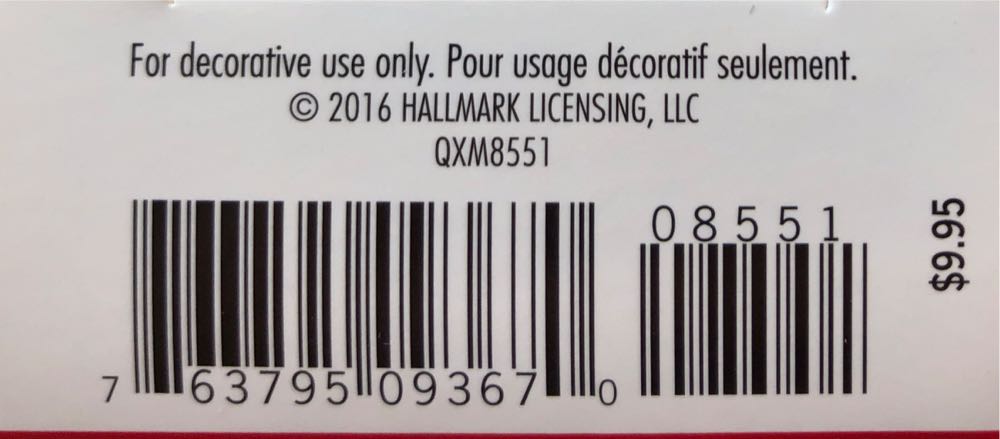 For decorative use only. Pour usage décoratif seulement.
© 2016 HALLMARK LICENSING, LLC
QXM8551
08551
$9.95
7 63795 09367 0